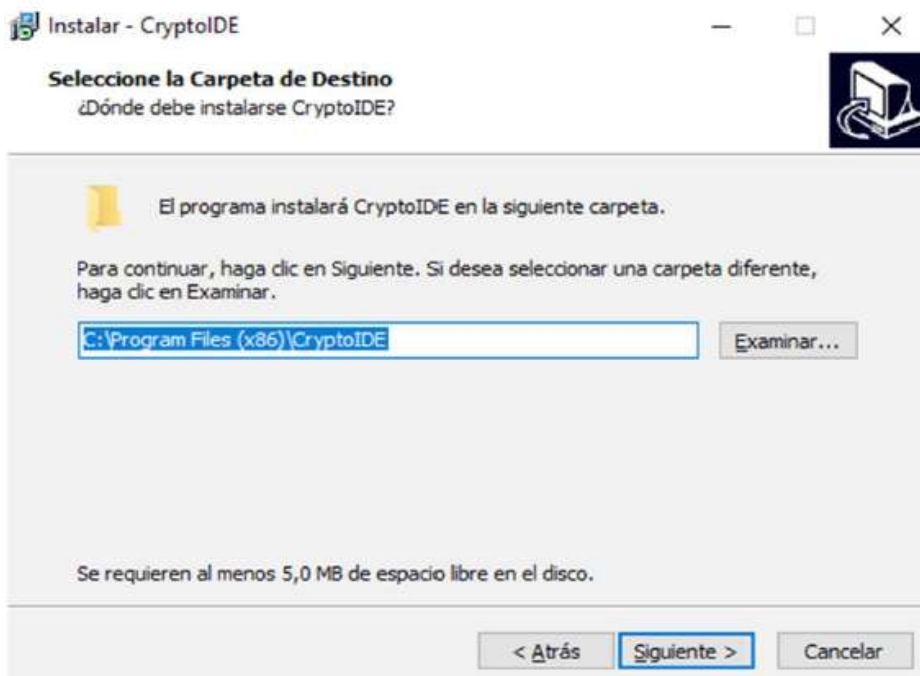 Instalar - CryptoIDE
Seleccione la Carpeta de Destino
¿Dónde debe instalarse CryptoIDE?
El programa instalará CryptoIDE en la siguiente carpeta.
Para continuar, haga clic en Siguiente. Si desea seleccionar una carpeta diferente,
haga clic en Examinar.
C:\Program Files (x86)\CryptoIDE
Examinar...
Se requieren al menos 5,0 MB de espacio libre en el disco.
< Atrás
Siguiente >
Cancelar